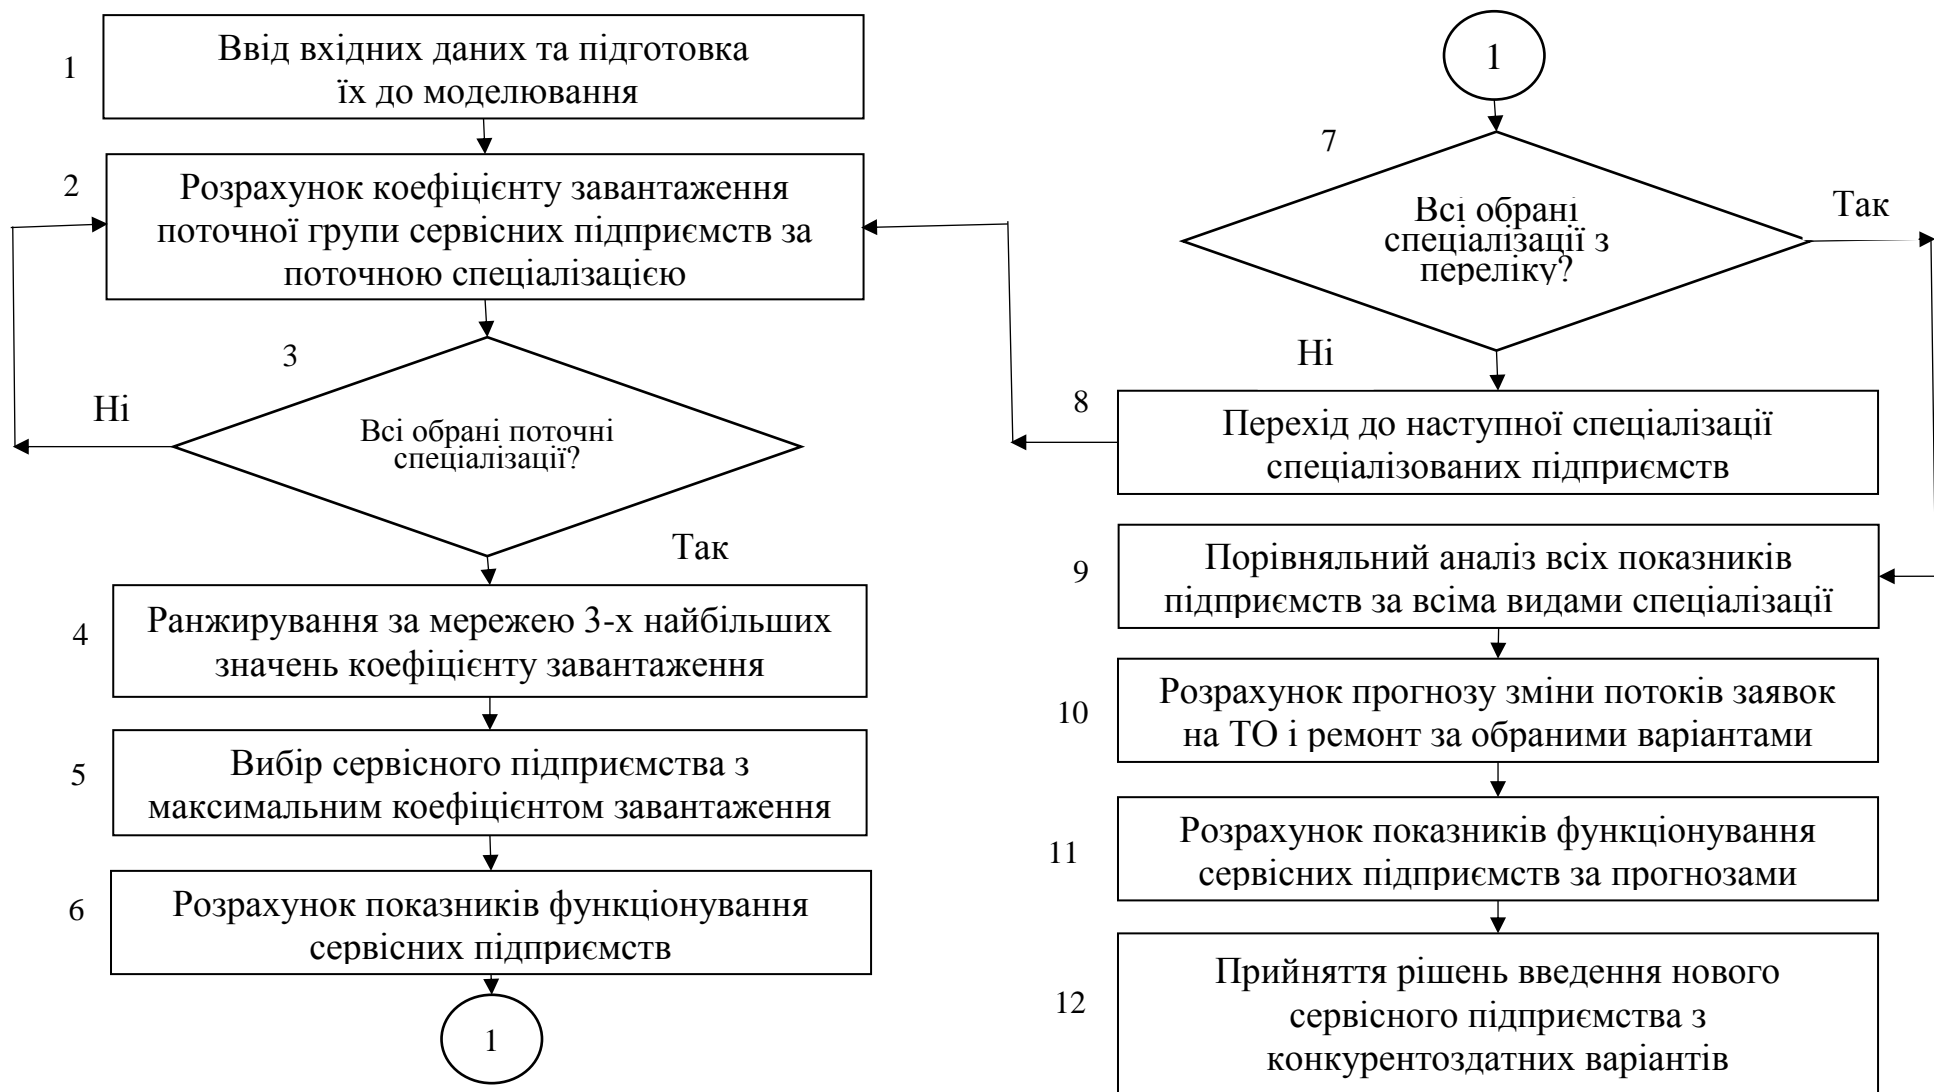 1
Ввід вхідних даних та підготовка
їх до моделювання
2
Розрахунок коефіцієнту завантаження
поточної групи сервісних підприємств за
поточною спеціалізацією
3
Ні
Всі обрані поточні
спеціалізації?
Так
4
Ранжирування за мережею 3-х найбільших
значень коефіцієнту завантаження
5
Вибір сервісного підприємства з
максимальним коефіцієнтом завантаження
6
Розрахунок показників функціонування
сервісних підприємств
1
1
7
Всі обрані
спеціалізації з
переліку?
Так
Ні
8
Перехід до наступної спеціалізації
спеціалізованих підприємств
9
Порівняльний аналіз всіх показників
підприємств за всіма видами спеціалізації
10
Розрахунок прогнозу зміни потоків заявок
на ТО і ремонт за обраними варіантами
11
Розрахунок показників функціонування
сервісних підприємств за прогнозами
12
Прийняття рішень введення нового
сервісного підприємства з
конкурентоздатних варіантів